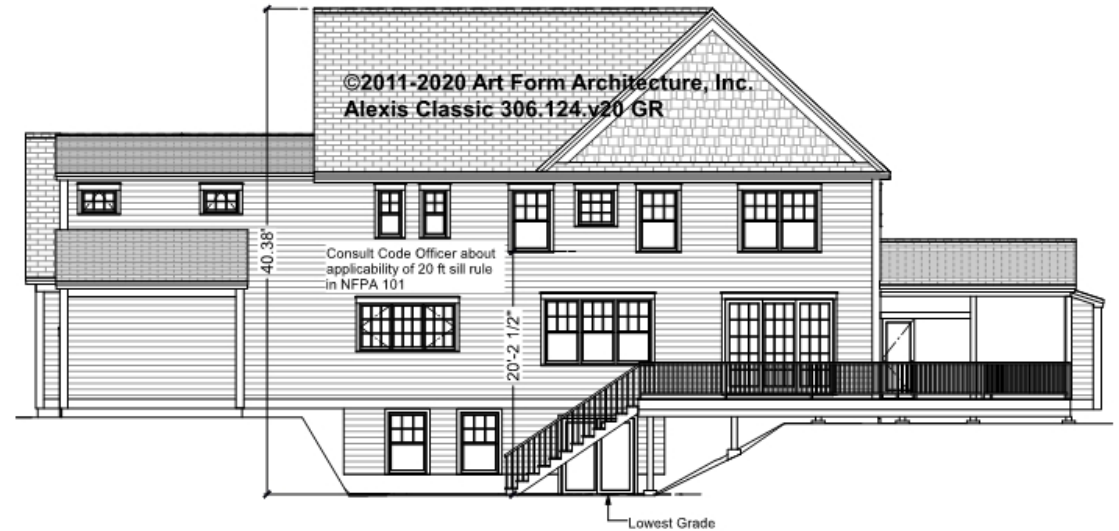 ©2011-2020 Art Form Architecture, Inc.
Alexis Classic 306.124.v20 GR
40.38'
Consult Code Officer about
applicability of 20 ft sill rule
in NFPA 101
20'-2 1/2"
Lowest Grade